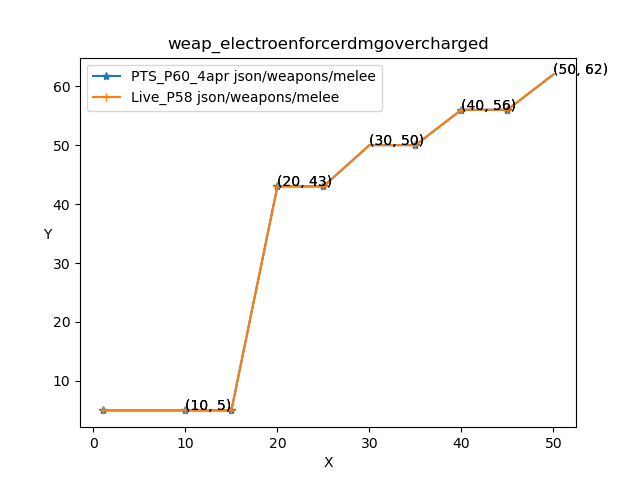 weap_electroenforcerdmgovercharged
PTS_P60_4apr json/weapons/melee
Live_P58 json/weapons/melee
(50, 62)
(40, 56)
(30, 50)
(20, 43)
(10, 5)
60
50
40
30
20
10
Y
0 10 20 30 40 50
X